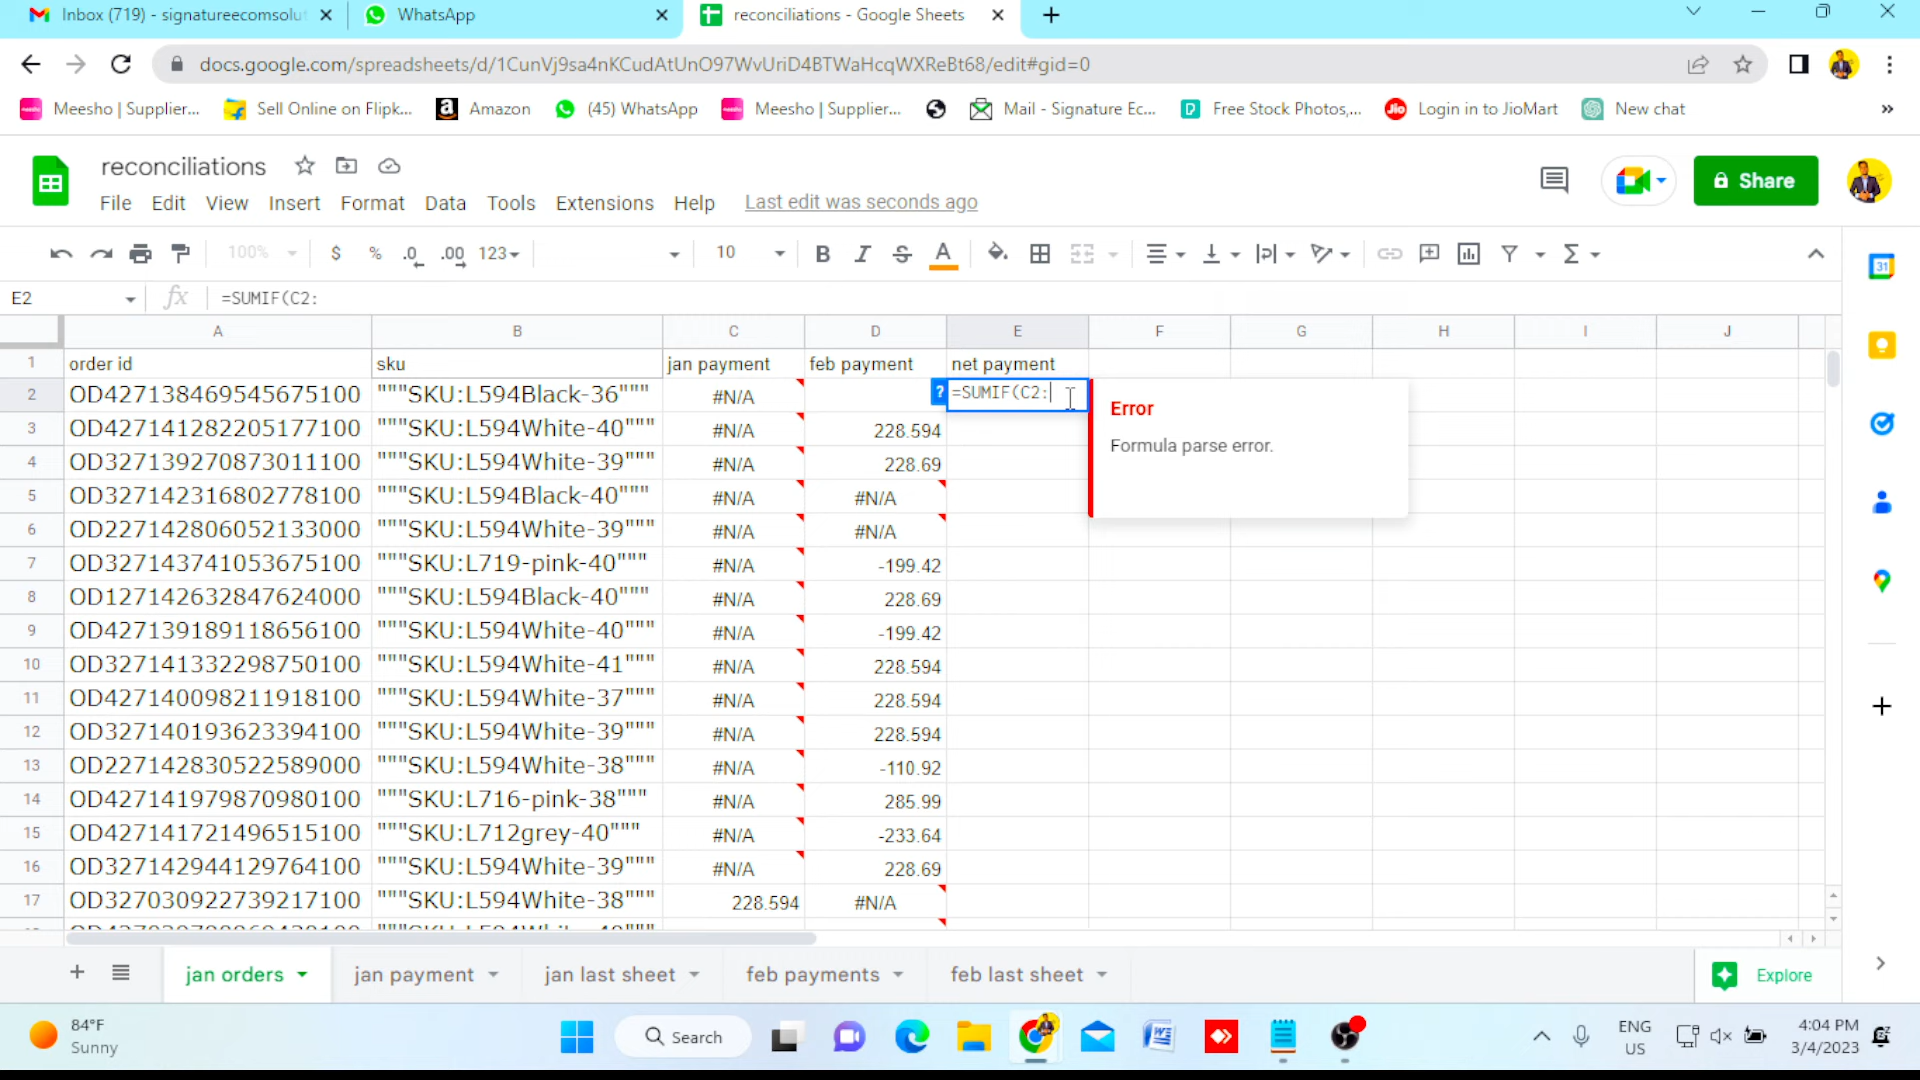 Inbox (719) - signatureecomsolut
WhatsApp
reconciliations - Google Sheets
docs.google.com/spreadsheets/d/1CunVj9sa4nKCudAtUnO97WvUriD4BTWaHcqWXReBt68/edit#gid=0
Meesho | Supplier...
Sell Online on Flipk...
Amazon
(45) WhatsApp
Meesho | Supplier...
Mail - Signature Ec...
Free Stock Photos,...
Login in to JioMart
New chat
reconciliations
Share
File Edit View Insert Format Data Tools Extensions Help Last edit was seconds ago
100% $ % .0 .00 123 10 B I S A
E2 fx =SUMIF(C2:
A B C D E F G H I J
1 order id sku jan payment feb payment net payment
2 OD427138469545675100 """SKU:L594Black-36""" #N/A ? =SUMIF(C2:
Error
Formula parse error.
3 OD427141282205177100 """SKU:L594White-40""" #N/A 228.594
4 OD327139270873011100 """SKU:L594White-39""" #N/A 228.69
5 OD327142316802778100 """SKU:L594Black-40""" #N/A #N/A
6 OD227142806052133000 """SKU:L594White-39""" #N/A #N/A
7 OD327143741053675100 """SKU:L719-pink-40""" #N/A -199.42
8 OD127142632847624000 """SKU:L594Black-40""" #N/A 228.69
9 OD427139189118656100 """SKU:L594White-40""" #N/A -199.42
10 OD327141332298750100 """SKU:L594White-41""" #N/A 228.594
11 OD427140098211918100 """SKU:L594White-37""" #N/A 228.594
12 OD327140193623394100 """SKU:L594White-39""" #N/A 228.594
13 OD227142830522589000 """SKU:L594White-38""" #N/A -110.92
14 OD427141979870980100 """SKU:L716-pink-38""" #N/A 285.99
15 OD427141721496515100 """SKU:L712grey-40""" #N/A -233.64
16 OD327142944129764100 """SKU:L594White-39""" #N/A 228.69
17 OD327030922739217100 """SKU:L594White-38""" 228.594 #N/A
jan orders jan payment jan last sheet feb payments feb last sheet
Explore
84°F
Sunny
Search
ENG
US
4:04 PM
3/4/2023